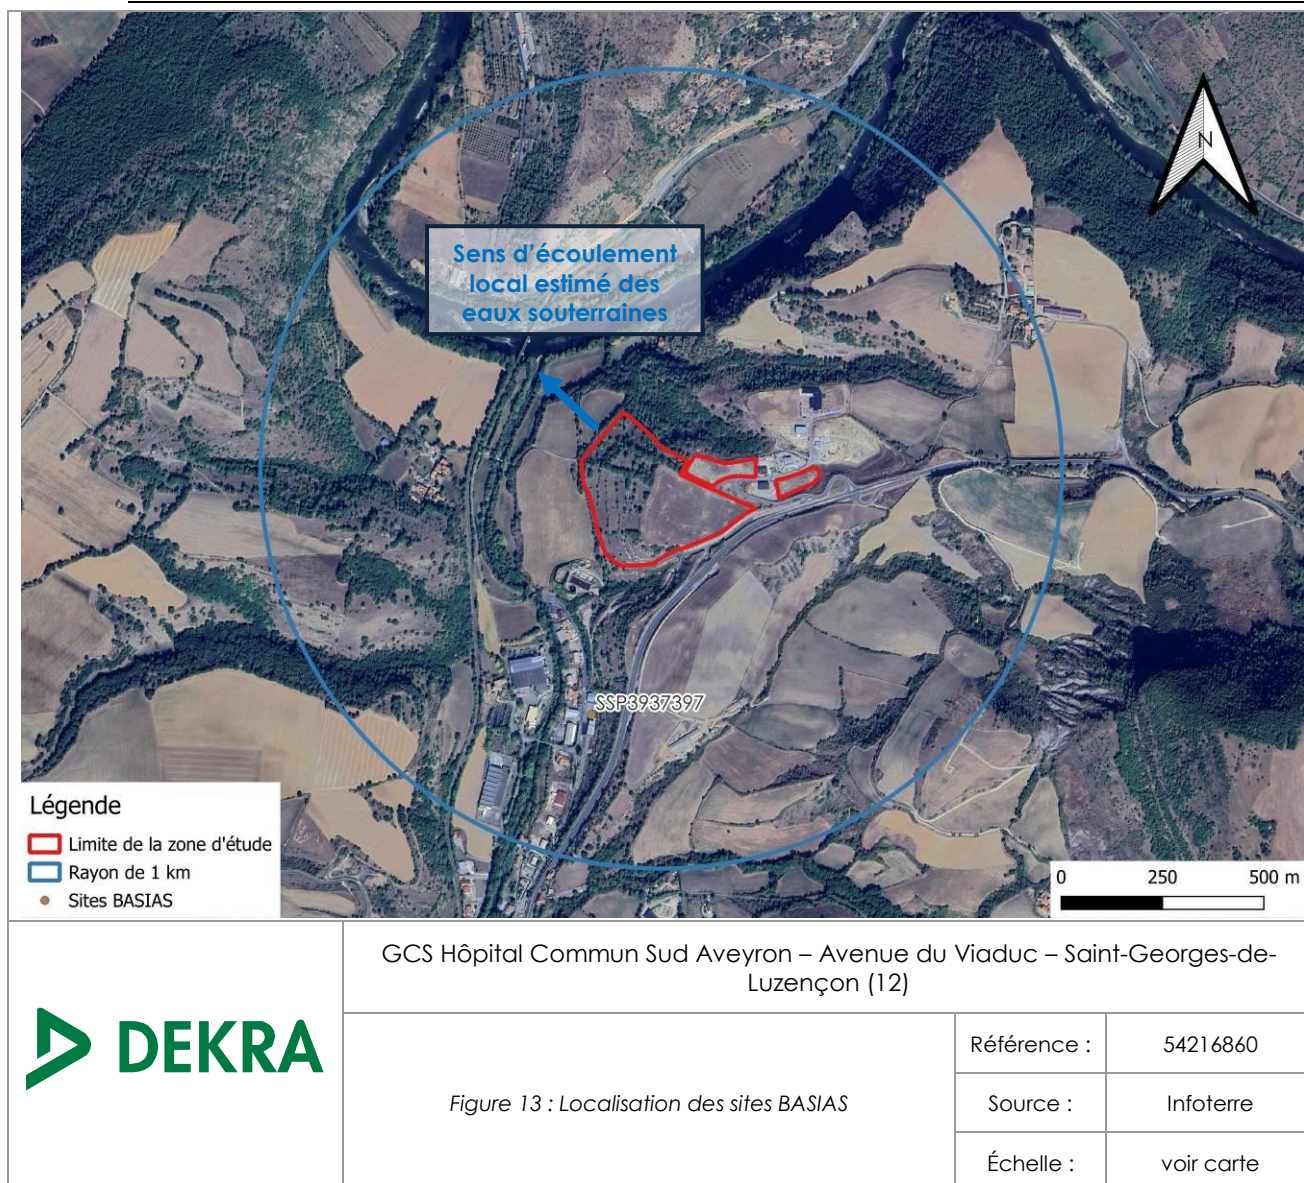 N
Sens d'écoulement
local estimé des
eaux souterraines
SSP3937397
Légende
Limite de la zone d'étude
Rayon de 1 km
Sites BASIAS
0 250 500 m
DEKRA
GCS Hôpital Commun Sud Aveyron – Avenue du Viaduc – Saint-Georges-de-
Luzençon (12)
Figure 13 : Localisation des sites BASIAS
Référence : 54216860
Source : Infoterre
Échelle : voir carte